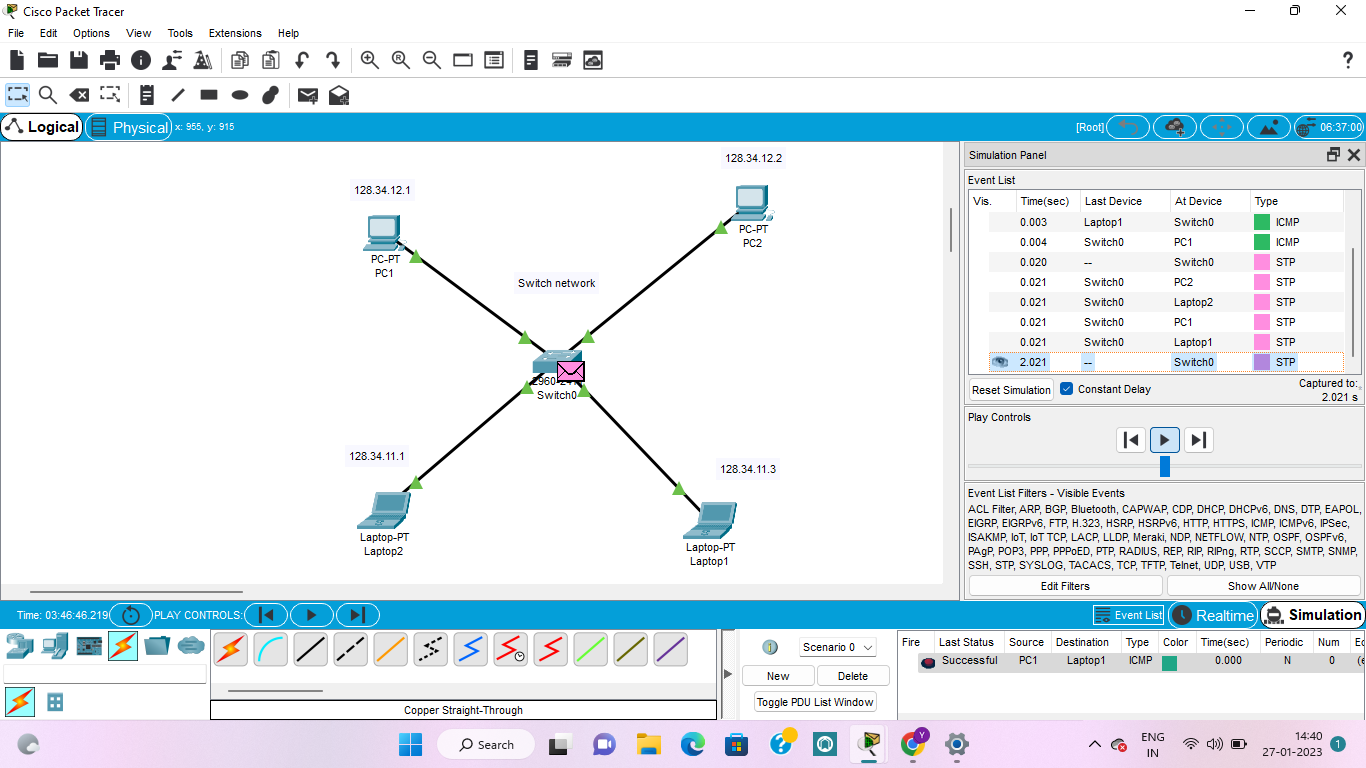 Cisco Packet Tracer
File Edit Options View Tools Extensions Help
Logical Physical x: 955, y: 915 [Root] 06:37:00
128.34.12.1
PC-PT
PC1
128.34.12.2
PC-PT
PC2
Switch network
Switch0
128.34.11.1
Laptop-PT
Laptop2
128.34.11.3
Laptop-PT
Laptop1
Simulation Panel
Event List
Vis. Time(sec) Last Device At Device Type
0.003 Laptop1 Switch0 ICMP
0.004 Switch0 PC1 ICMP
0.020 -- Switch0 STP
0.021 Switch0 PC2 STP
0.021 Switch0 Laptop2 STP
0.021 Switch0 PC1 STP
0.021 Switch0 Laptop1 STP
2.021 -- Switch0 STP
Reset Simulation Constant Delay Captured to:
2.021 s
Play Controls
Event List Filters - Visible Events
ACL Filter, ARP, BGP, Bluetooth, CAPWAP, CDP, DHCP, DHCPv6, DNS, DTP, EAPOL,
EIGRP, EIGRPv6, FTP, H.323, HSRP, HSRPv6, HTTP, HTTPS, ICMP, ICMPv6, IPSec,
ISAKMP, IoT, IoT TCP, LACP, LLDP, Meraki, NDP, NETFLOW, NTP, OSPF, OSPFv6,
PAgP, POP3, PPP, PPPoED, PTP, RADIUS, REP, RIP, RIPng, RTP, SCCP, SMTP, SNMP,
SSH, STP, SYSLOG, TACACS, TCP, TFTP, Telnet, UDP, USB, VTP
Edit Filters Show All/None
Time: 03:46:46.219 PLAY CONTROLS: Event List Realtime Simulation
Copper Straight-Through
Scenario 0
New Delete
Toggle PDU List Window
Fire Last Status Source Destination Type Color Time(sec) Periodic Num
Successful PC1 Laptop1 ICMP 0.000 N 0
Search
Y
ENG
IN
14:40
27-01-2023
1